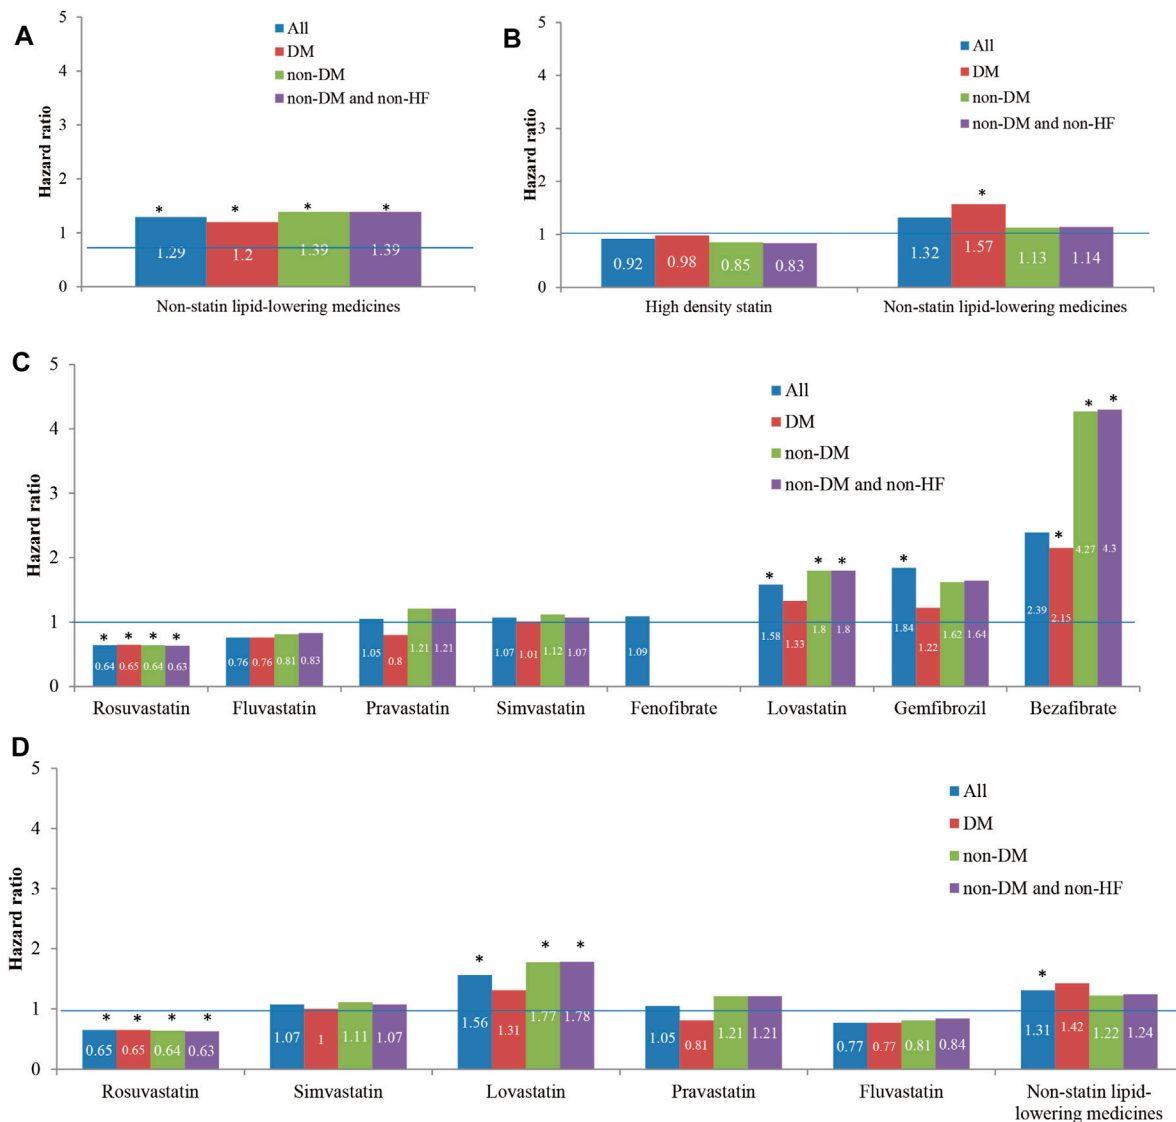 A
Hazard ratio
5
4
3
2
1
0
All
DM
non-DM
non-DM and non-HF
* * * *
1.29 1.2 1.39 1.39
Non-statin lipid-lowering medicines
B
Hazard ratio
5
4
3
2
1
0
All
DM
non-DM
non-DM and non-HF
*
0.92 0.98 0.85 0.83 1.32 1.57 1.13 1.14
High density statin Non-statin lipid-lowering medicines
C
Hazard ratio
5
4
3
2
1
0
All
DM
non-DM
non-DM and non-HF
* * * * * * * * * * *
0.64 0.65 0.64 0.63 0.76 0.76 0.81 0.83 1.05 0.8 1.21 1.21 1.07 1.01 1.12 1.07 1.09 1.58 1.33 1.8 1.8 1.84 1.22 1.62 1.64 2.39 2.15 4.27 4.3
Rosuvastatin Fluvastatin Pravastatin Simvastatin Fenofibrate Lovastatin Gemfibrozil Bezafibrate
D
Hazard ratio
5
4
3
2
1
0
All
DM
non-DM
non-DM and non-HF
* * * * * * * *
0.65 0.65 0.64 0.63 1.07 1 1.11 1.07 1.56 1.31 1.77 1.78 1.05 0.81 1.21 1.21 0.77 0.77 0.81 0.84 1.31 1.42 1.22 1.24
Rosuvastatin Simvastatin Lovastatin Pravastatin Fluvastatin Non-statin lipid-
lowering medicines